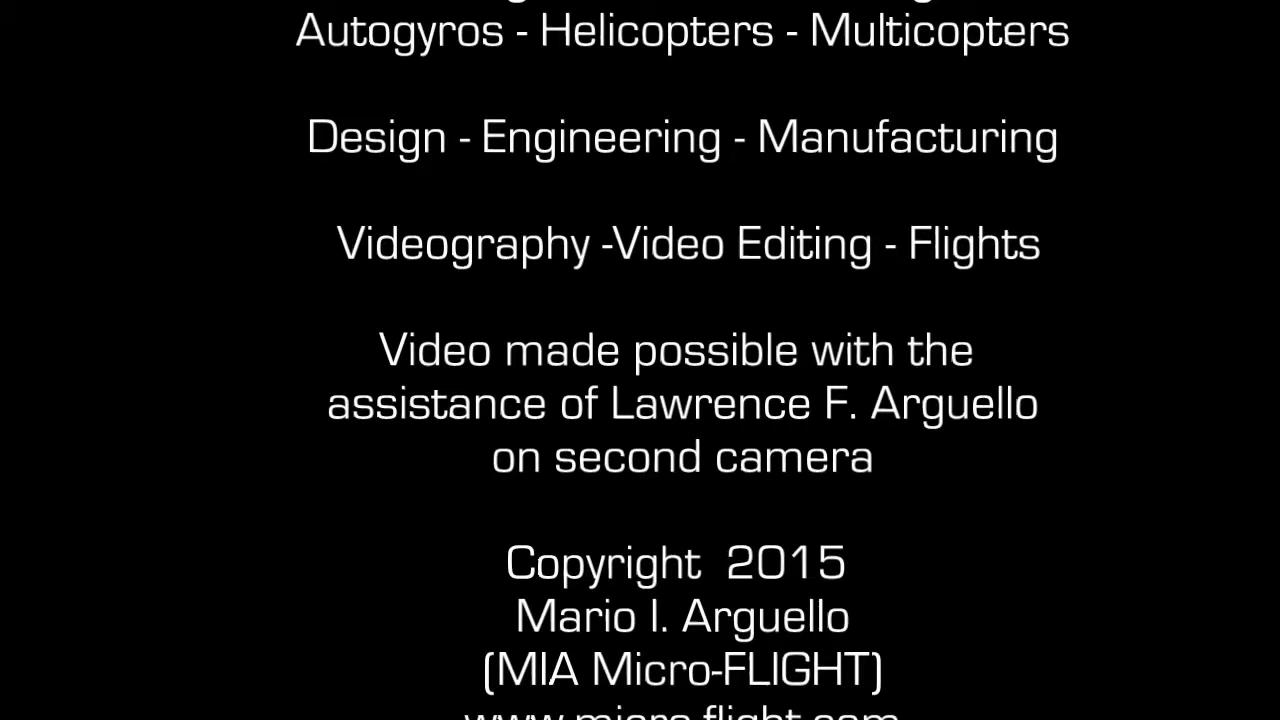 Autogyros - Helicopters - Multicopters
Design - Engineering - Manufacturing
Videography -Video Editing - Flights
Video made possible with the
assistance of Lawrence F. Arguello
on second camera
Copyright 2015
Mario I. Arguello
(MIA Micro-FLIGHT)